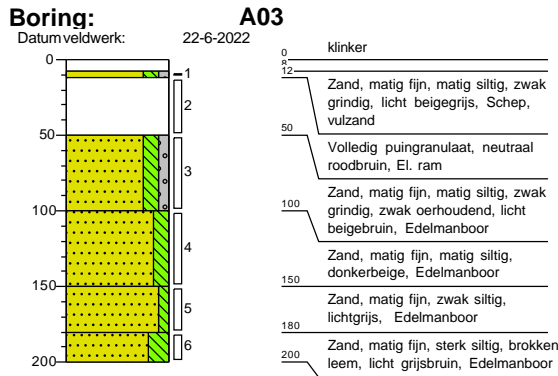 Boring: A03
Datum veldwerk: 22-6-2022
0
50
100
150
200
1
2
3
4
5
6
0
klinker
8
12
Zand, matig fijn, matig siltig, zwak
grindig, licht beigegrijs, Schep,
vulzand
50
Volledig puingranulaat, neutraal
roodbruin, El. ram
100
Zand, matig fijn, matig siltig, zwak
grindig, zwak oerhoudend, licht
beigebruin, Edelmanboor
Zand, matig fijn, matig siltig,
donkerbeige, Edelmanboor
150
Zand, matig fijn, zwak siltig,
lichtgrijs, Edelmanboor
180
Zand, matig fijn, sterk siltig, brokken
leem, licht grijsbruin, Edelmanboor
200